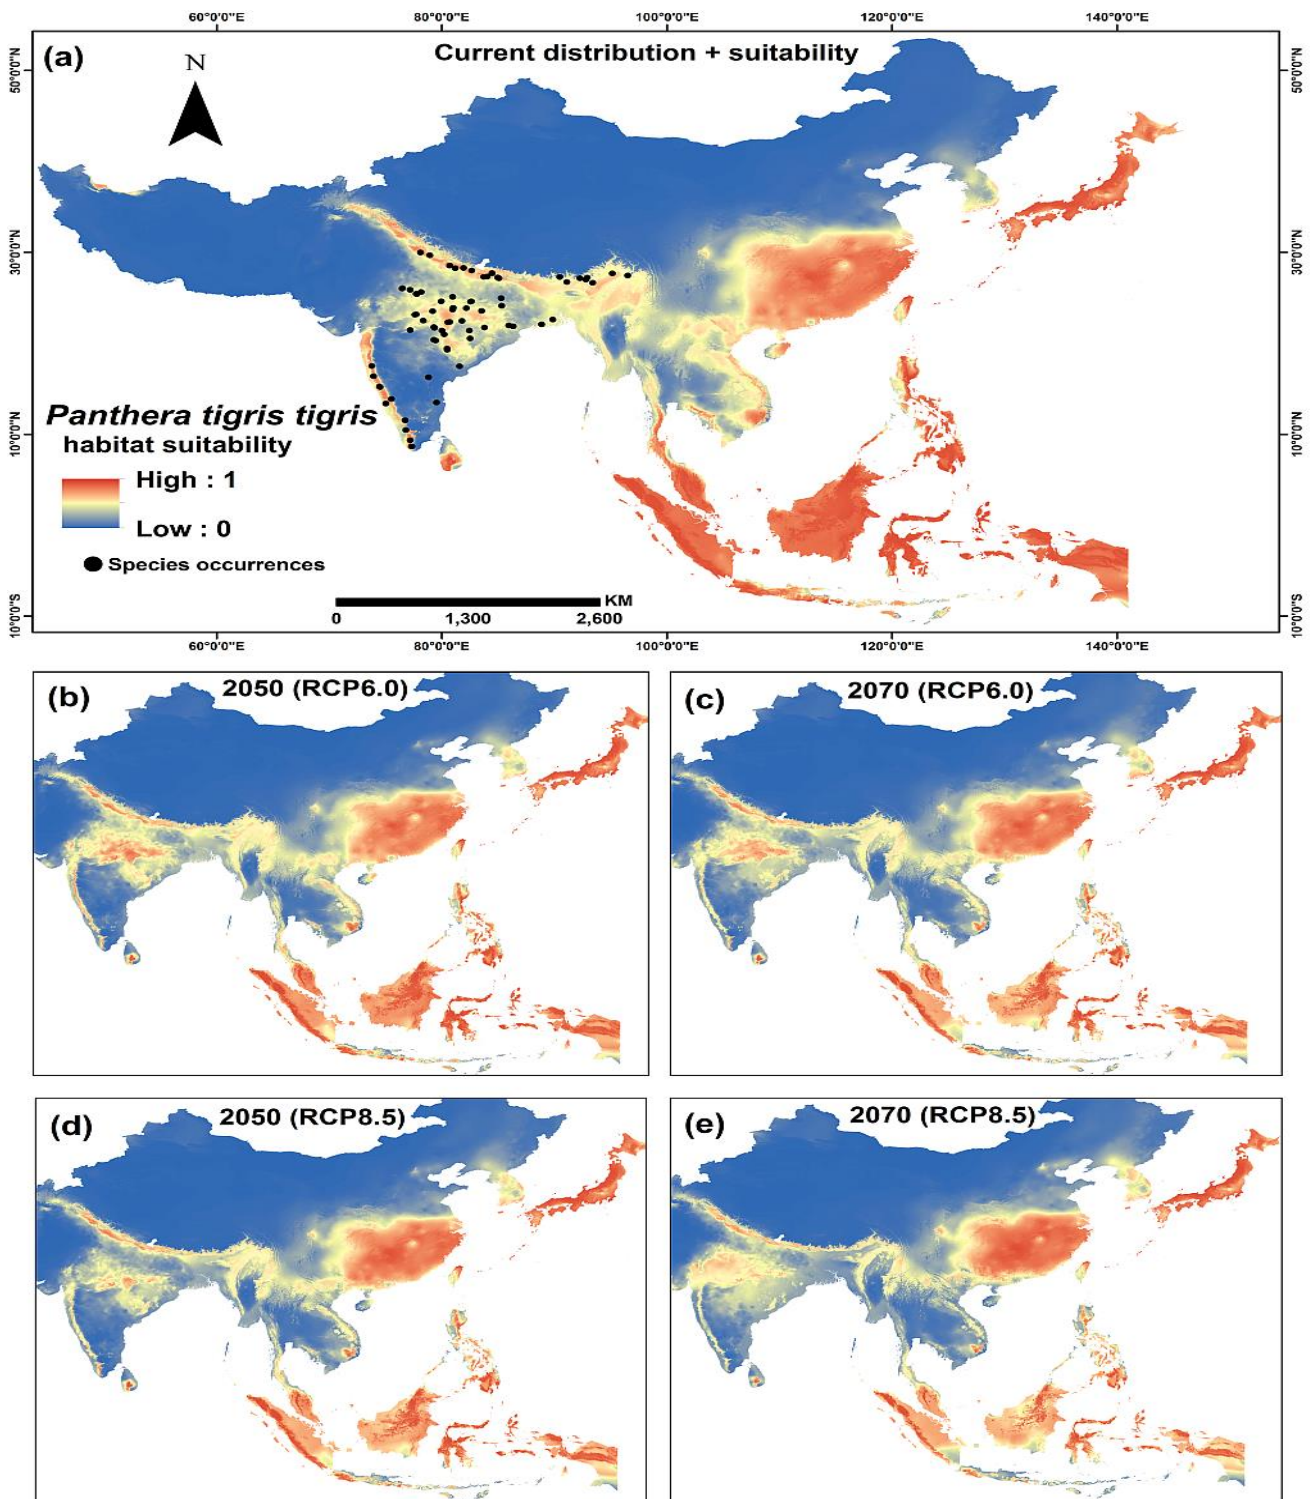 60°0'0"E 80°0'0"E 100°0'0"E 120°0'0"E 140°0'0"E
(a) Current distribution + suitability
N
50°0'0"N 50°0'0"N
30°0'0"N 30°0'0"N
10°0'0"N 10°0'0"N
10°0'0"S 10°0'0"S
Panthera tigris tigris
habitat suitability
High : 1
Low : 0
Species occurrences
KM
0 1,300 2,600
60°0'0"E 80°0'0"E 100°0'0"E 120°0'0"E 140°0'0"E
(b) 2050 (RCP6.0)
(c) 2070 (RCP6.0)
(d) 2050 (RCP8.5)
(e) 2070 (RCP8.5)